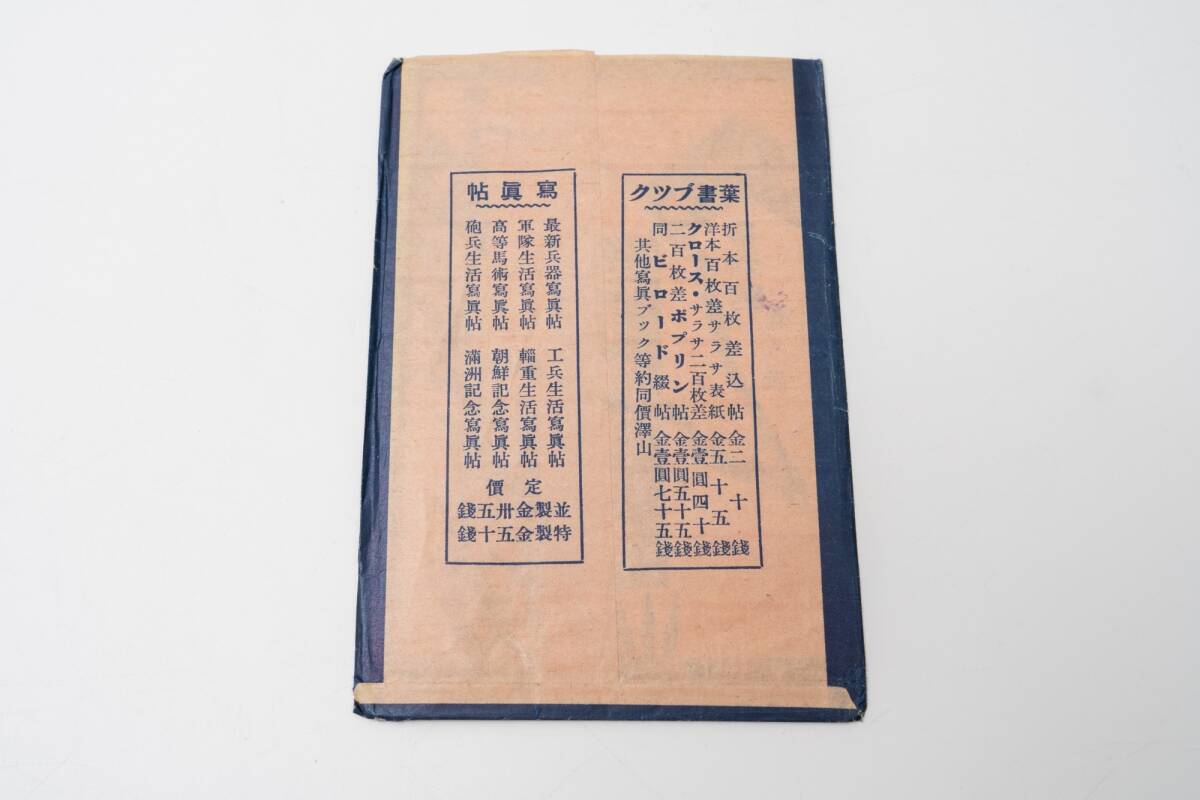 葉書ブツク
折本百枚差込帖 金二十錢
洋本百枚差サラサ表紙 金五十五錢
クロース・サラサ二百枚差 金壹圓四十錢
二百枚差ポプリン帖 金壹圓五十五錢
同ビロード綴帖 金壹圓七十五錢
其他寫眞ブック等約同價澤山
寫眞帖
最新兵器寫眞帖 工兵生活寫眞帖
軍隊生活寫眞帖 輜重生活寫眞帖
高等馬術寫眞帖 朝鮮記念寫眞帖
砲兵生活寫眞帖 滿洲記念寫眞帖
定價
並製金卅五錢
特製金五十錢